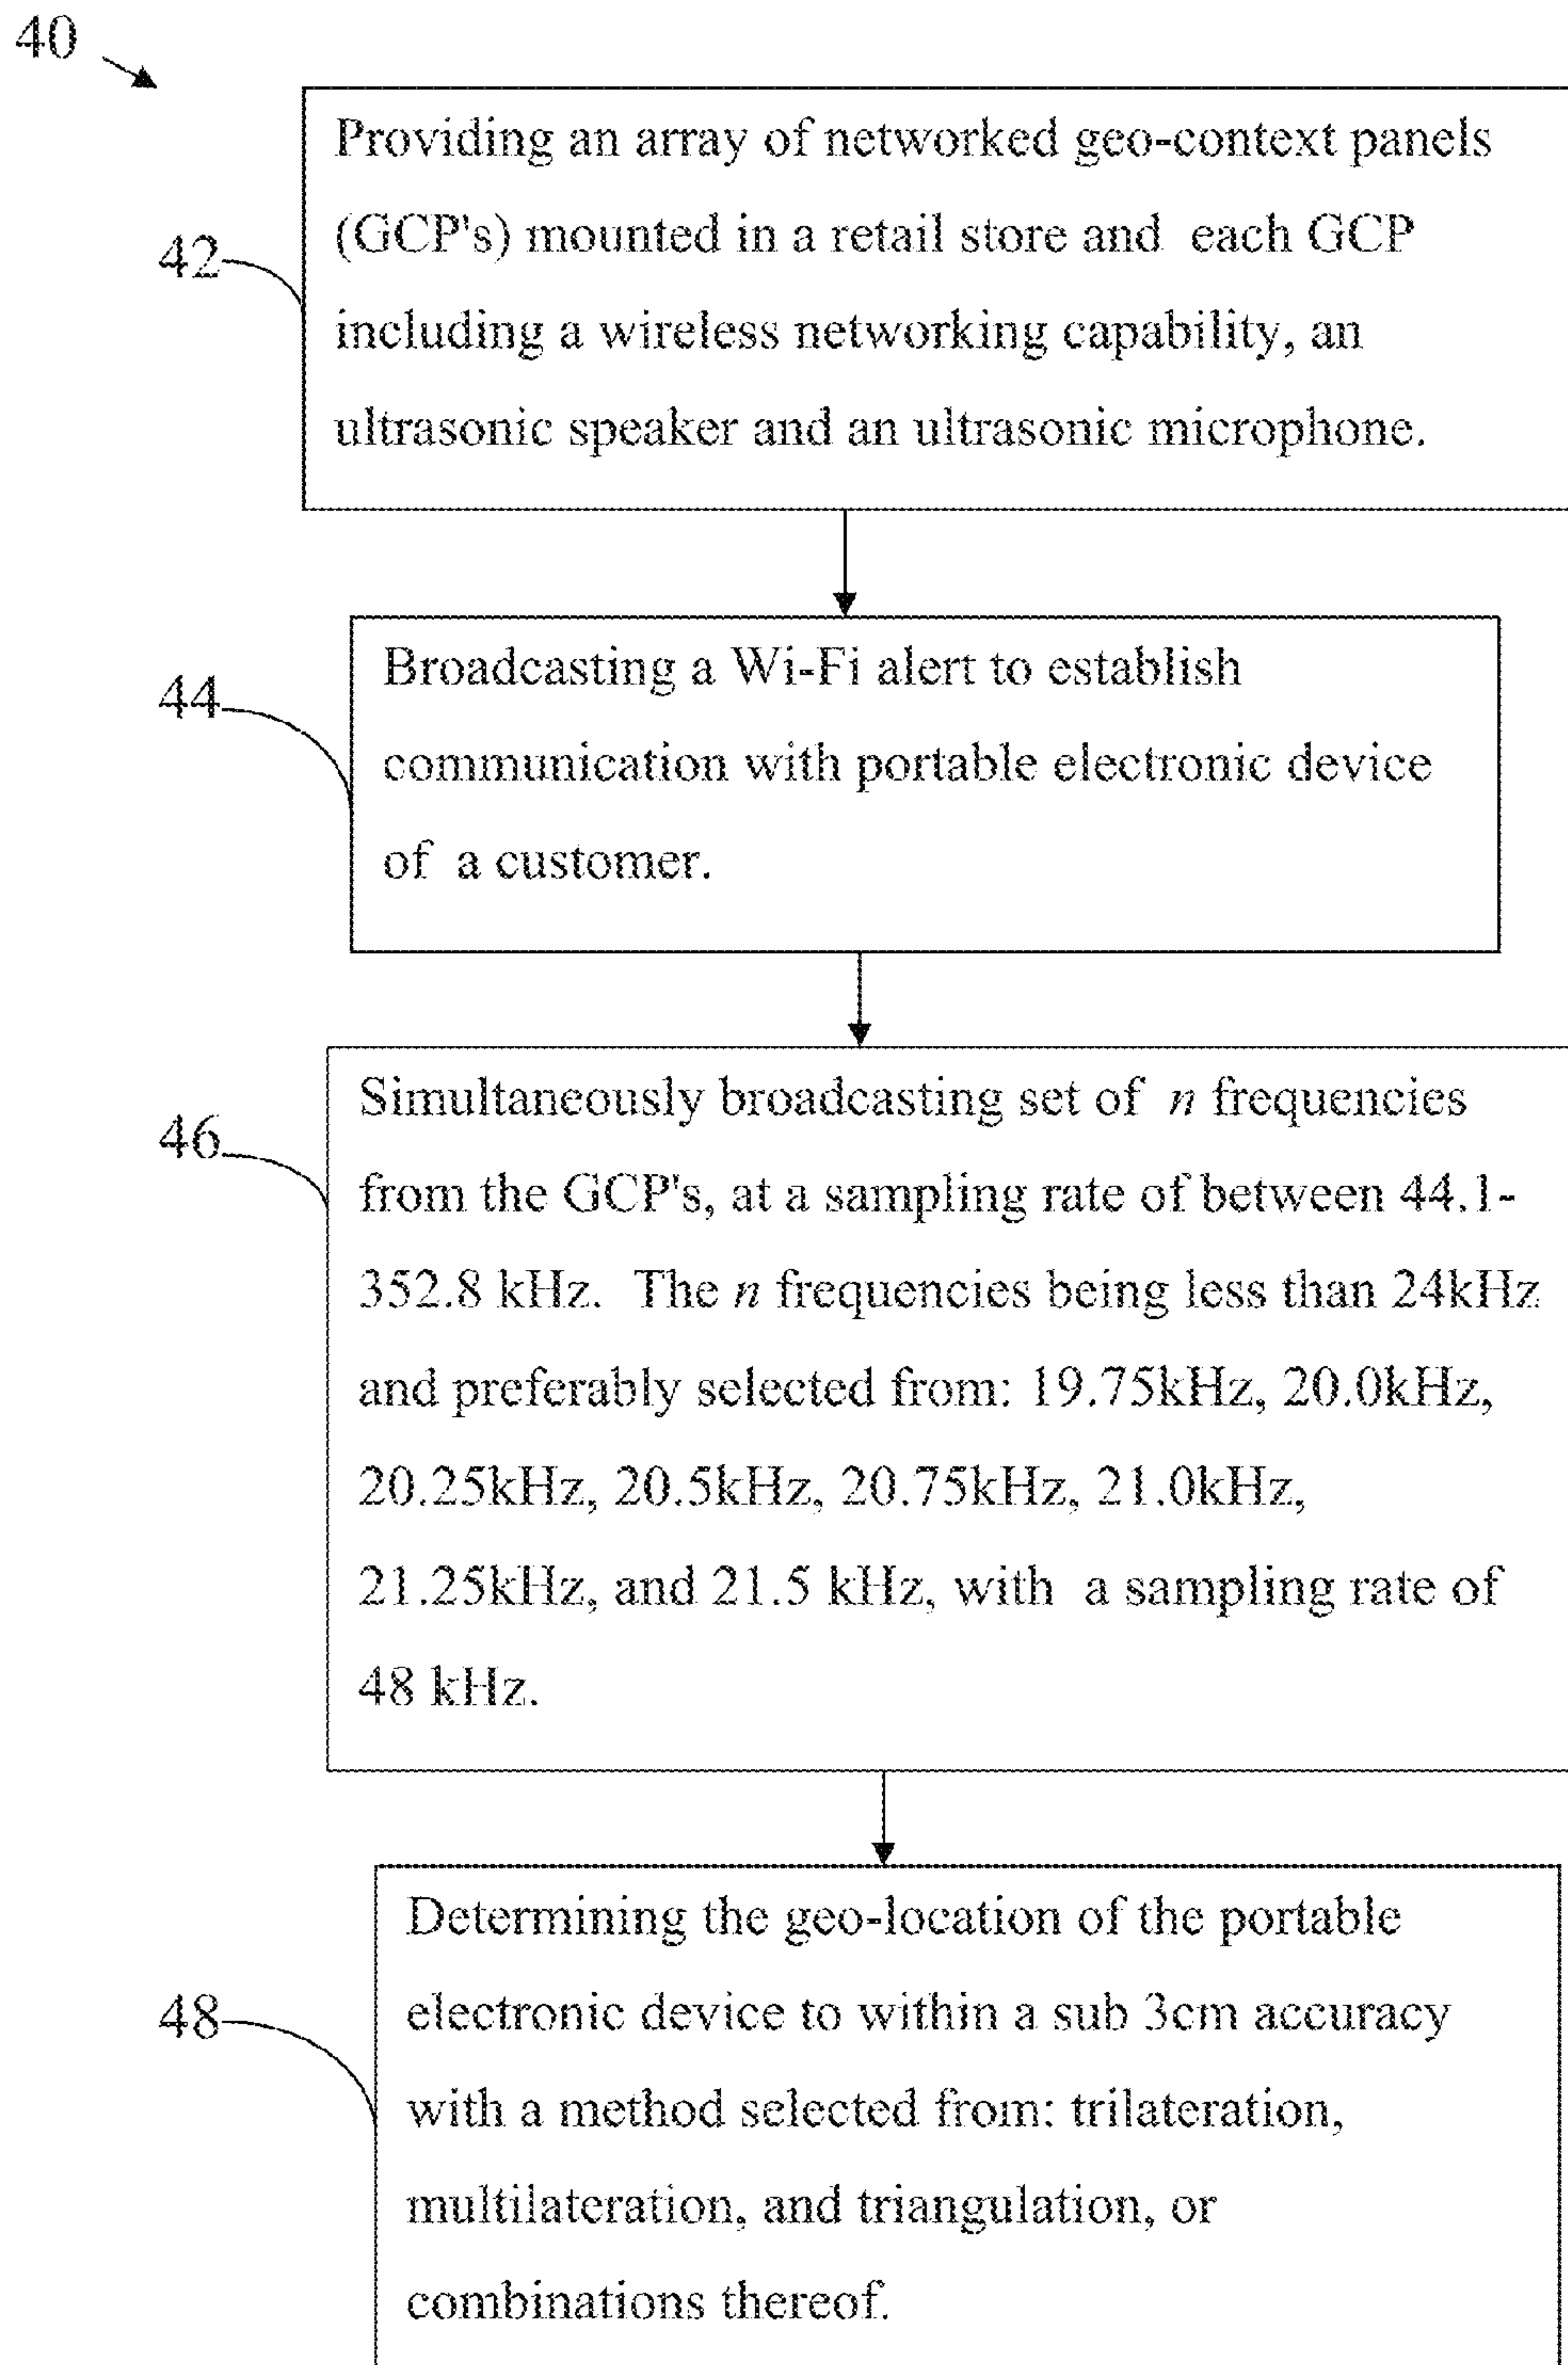 40
Providing an array of networked geo-context panels
(GCP's) mounted in a retail store and each GCP
including a wireless networking capability, an
ultrasonic speaker and an ultrasonic microphone.
42
Broadcasting a Wi-Fi alert to establish
communication with portable electronic device
of a customer.
44
Simultaneously broadcasting set of n frequencies
from the GCP's, at a sampling rate of between 44.1-
352.8 kHz. The n frequencies being less than 24kHz
and preferably selected from: 19.75kHz, 20.0kHz,
20.25kHz, 20.5kHz, 20.75kHz, 21.0kHz,
21.25kHz, and 21.5 kHz, with a sampling rate of
48 kHz.
46
Determining the geo-location of the portable
electronic device to within a sub 3cm accuracy
with a method selected from: trilateration,
multilateration, and triangulation, or
combinations thereof.
48